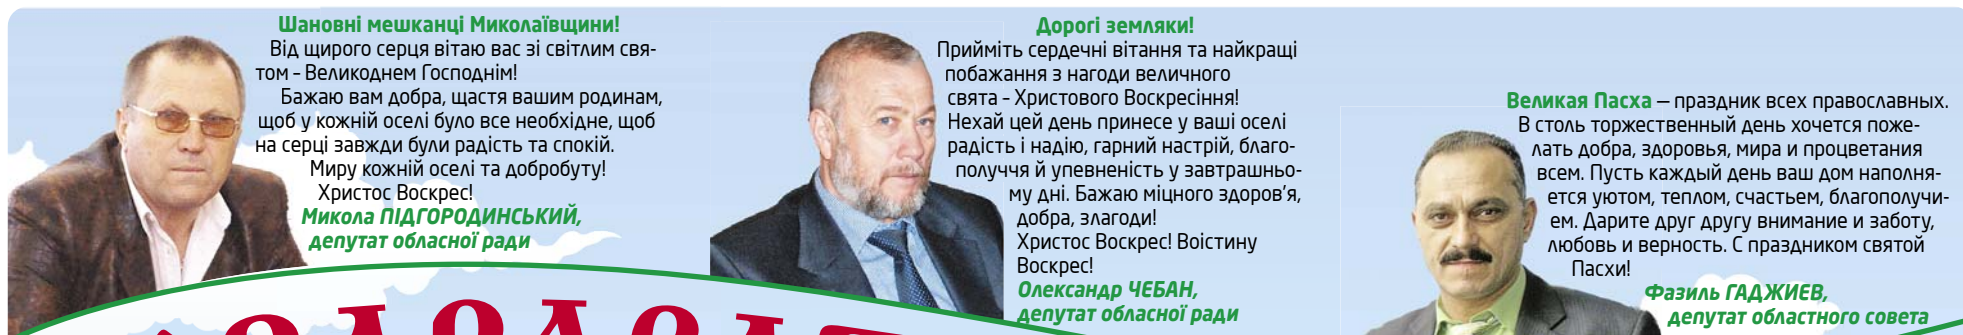 Шановні мешканці Миколаївщини!
Від щирого серця вітаю вас зі світлим свя-
том – Великоднем Господнім!
Бажаю вам добра, щастя вашим родинам,
щоб у кожній оселі було все необхідне, щоб
на серці завжди були радість та спокій.
Миру кожній оселі та добробуту!
Христос Воскрес!
Микола ПІДГОРОДИНСЬКИЙ,
депутат обласної ради
Дорогі земляки!
Прийміть сердечні вітання та найкращі
побажання з нагоди величного
свята – Христового Воскресіння!
Нехай цей день принесе у ваші оселі
радість і надію, гарний настрій, благо-
получчя й упевненість у завтрашньо-
му дні. Бажаю міцного здоров’я,
добра, злагоди!
Христос Воскрес! Воістину
Воскрес!
Олександр ЧЕБАН,
депутат обласної ради
Великая Пасха — праздник всех православных.
В столь торжественный день хочется поже-
лать добра, здоровья, мира и процветания
всем. Пусть каждый день ваш дом наполня-
ется уютом, теплом, счастьем, благополучи-
ем. Дарите друг другу внимание и заботу,
любовь и верность. С праздником святой
Пасхи!
Фазиль ГАДЖИЕВ,
депутат областного совета